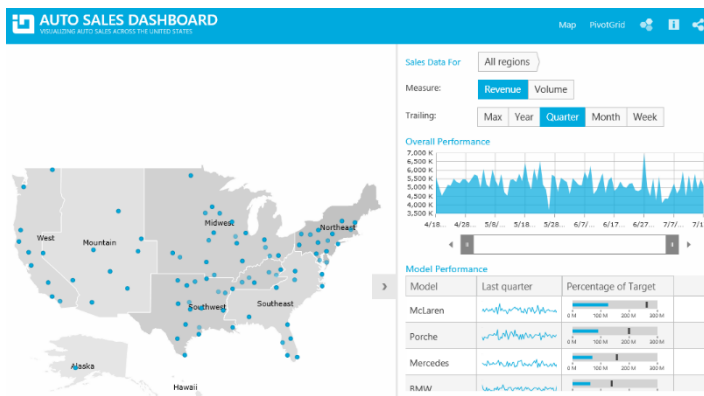 AUTO SALES DASHBOARD
VISUALIZING AUTO SALES ACROSS THE UNITED STATES
Map PivotGrid
Sales Data For All regions
Measure: Revenue Volume
Trailing: Max Year Quarter Month Week
Overall Performance
7,000 K
6,500 K
6,000 K
5,500 K
5,000 K
4,500 K
4,000 K
3,500 K
4/18... 4/28... 5/8/... 5/18... 6/7/... 6/17... 6/27... 7/7/... 7/1
West
Mountain
Midwest
Northeast
Southwest
Southeast
Alaska
Hawaii
Model Performance
Model Last quarter Percentage of Target
McLaren
0 M 100 M 200 M 300 M
Porche
0 M 100 M 200 M 300 M
Mercedes
0 M 100 M 200 M 300 M
BMW